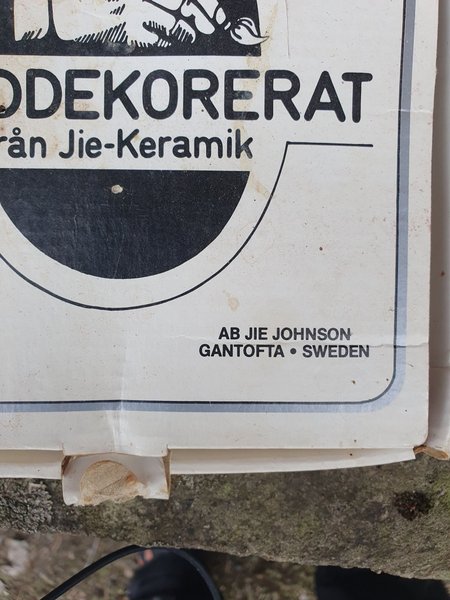 ODEKORERAT
rån Jie-Keramik
AB JIE JOHNSON
GANTOFTA • SWEDEN